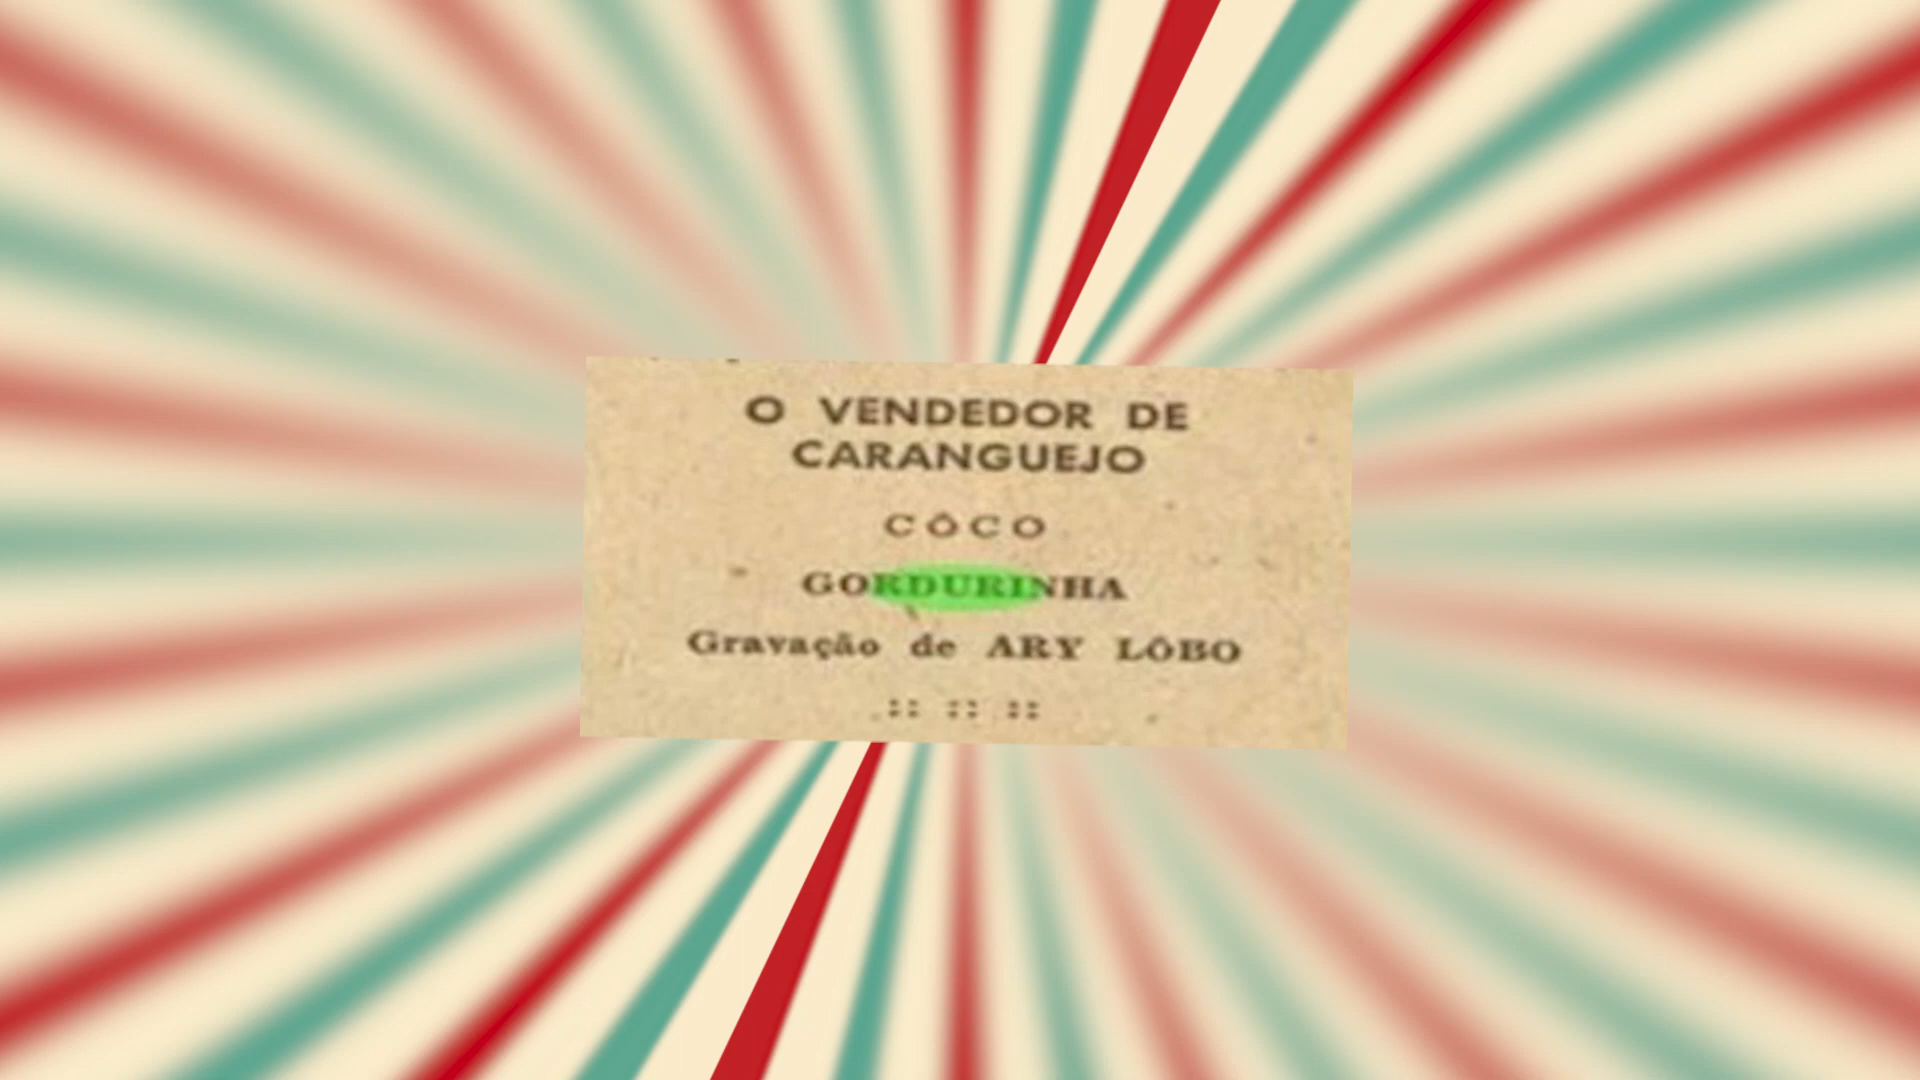 O VENDEDOR DE
CARANGUEJO
CÔCO
GORDURINHA
Gravação de ARY LÔBO